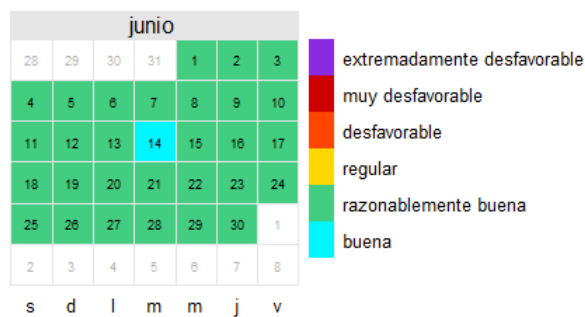 junio
28 29 30 31 1 2 3
4 5 6 7 8 9 10
11 12 13 14 15 16 17
18 19 20 21 22 23 24
25 26 27 28 29 30 1
2 3 4 5 6 7 8
s d l m m j v
extremadamente desfavorable
muy desfavorable
desfavorable
regular
razonablemente buena
buena